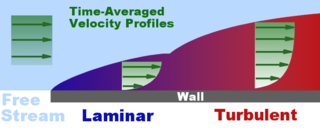 Time-Averaged
Velocity Profiles
Wall
Free
Stream
Laminar
Turbulent